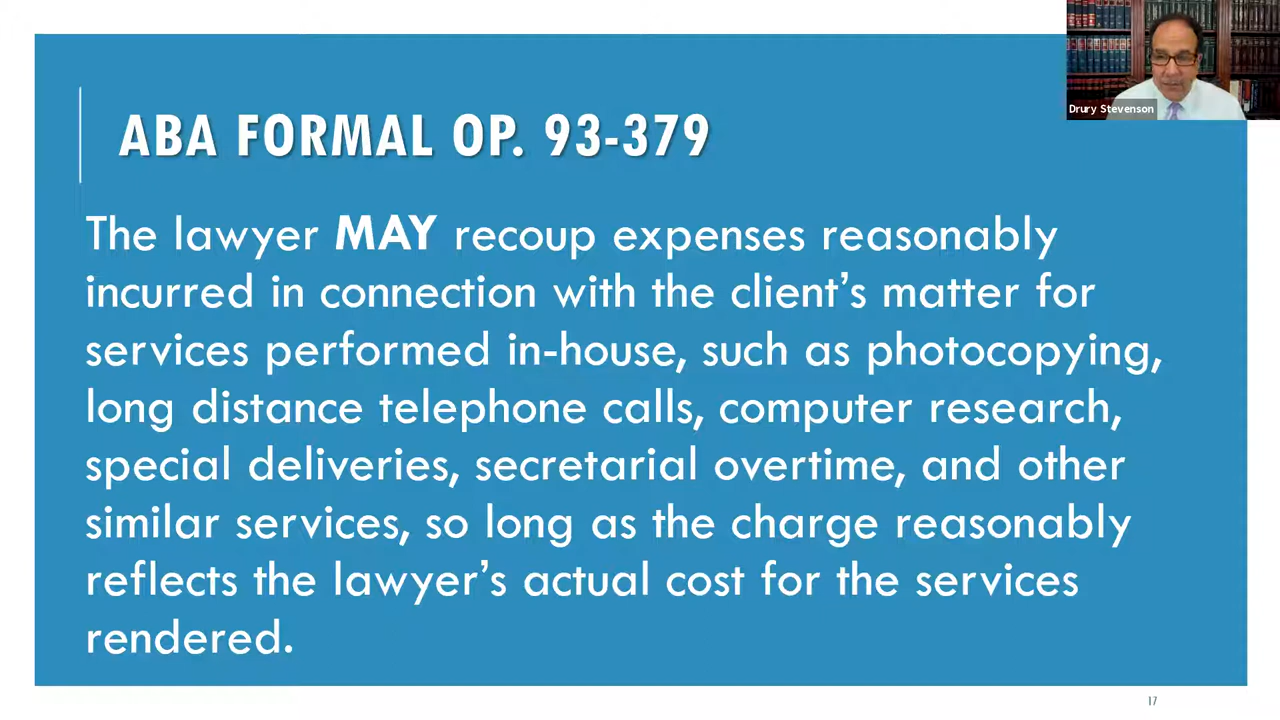 Drury Stevenson
ABA FORMAL OP. 93-379
The lawyer MAY recoup expenses reasonably
incurred in connection with the client’s matter for
services performed in-house, such as photocopying,
long distance telephone calls, computer research,
special deliveries, secretarial overtime, and other
similar services, so long as the charge reasonably
reflects the lawyer’s actual cost for the services
rendered.
17